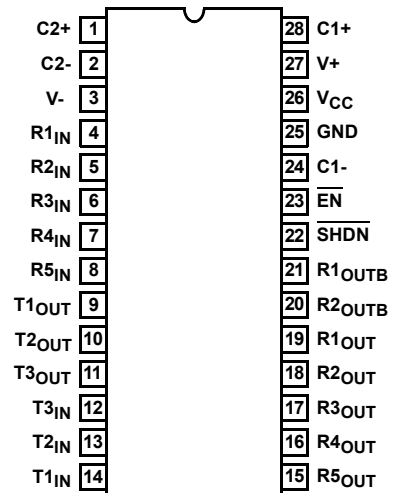 C2+ 1 28 C1+
C2- 2 27 V+
V- 3 26 VCC
R1IN 4 25 GND
R2IN 5 24 C1-
R3IN 6 23 EN
R4IN 7 22 SHDN
R5IN 8 21 R1OUTB
T1OUT 9 20 R2OUTB
T2OUT 10 19 R1OUT
T3OUT 11 18 R2OUT
T3IN 12 17 R3OUT
T2IN 13 16 R4OUT
T1IN 14 15 R5OUT